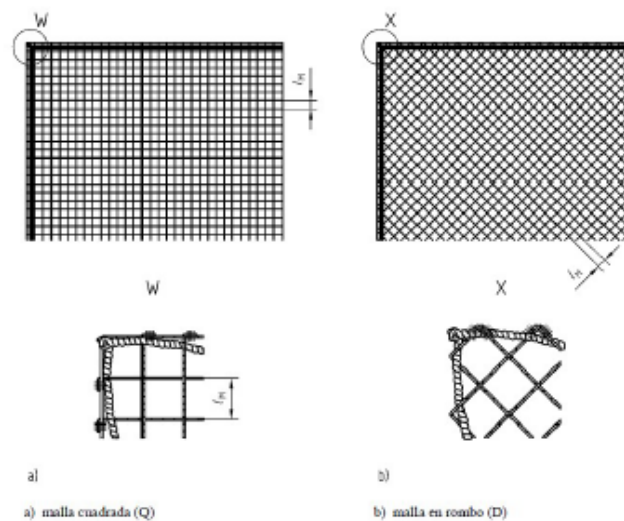 W
X
l_M
l_M
W
X
l_M
a)
b)
a) malla cuadrada (Q)
b) malla en rombo (D)